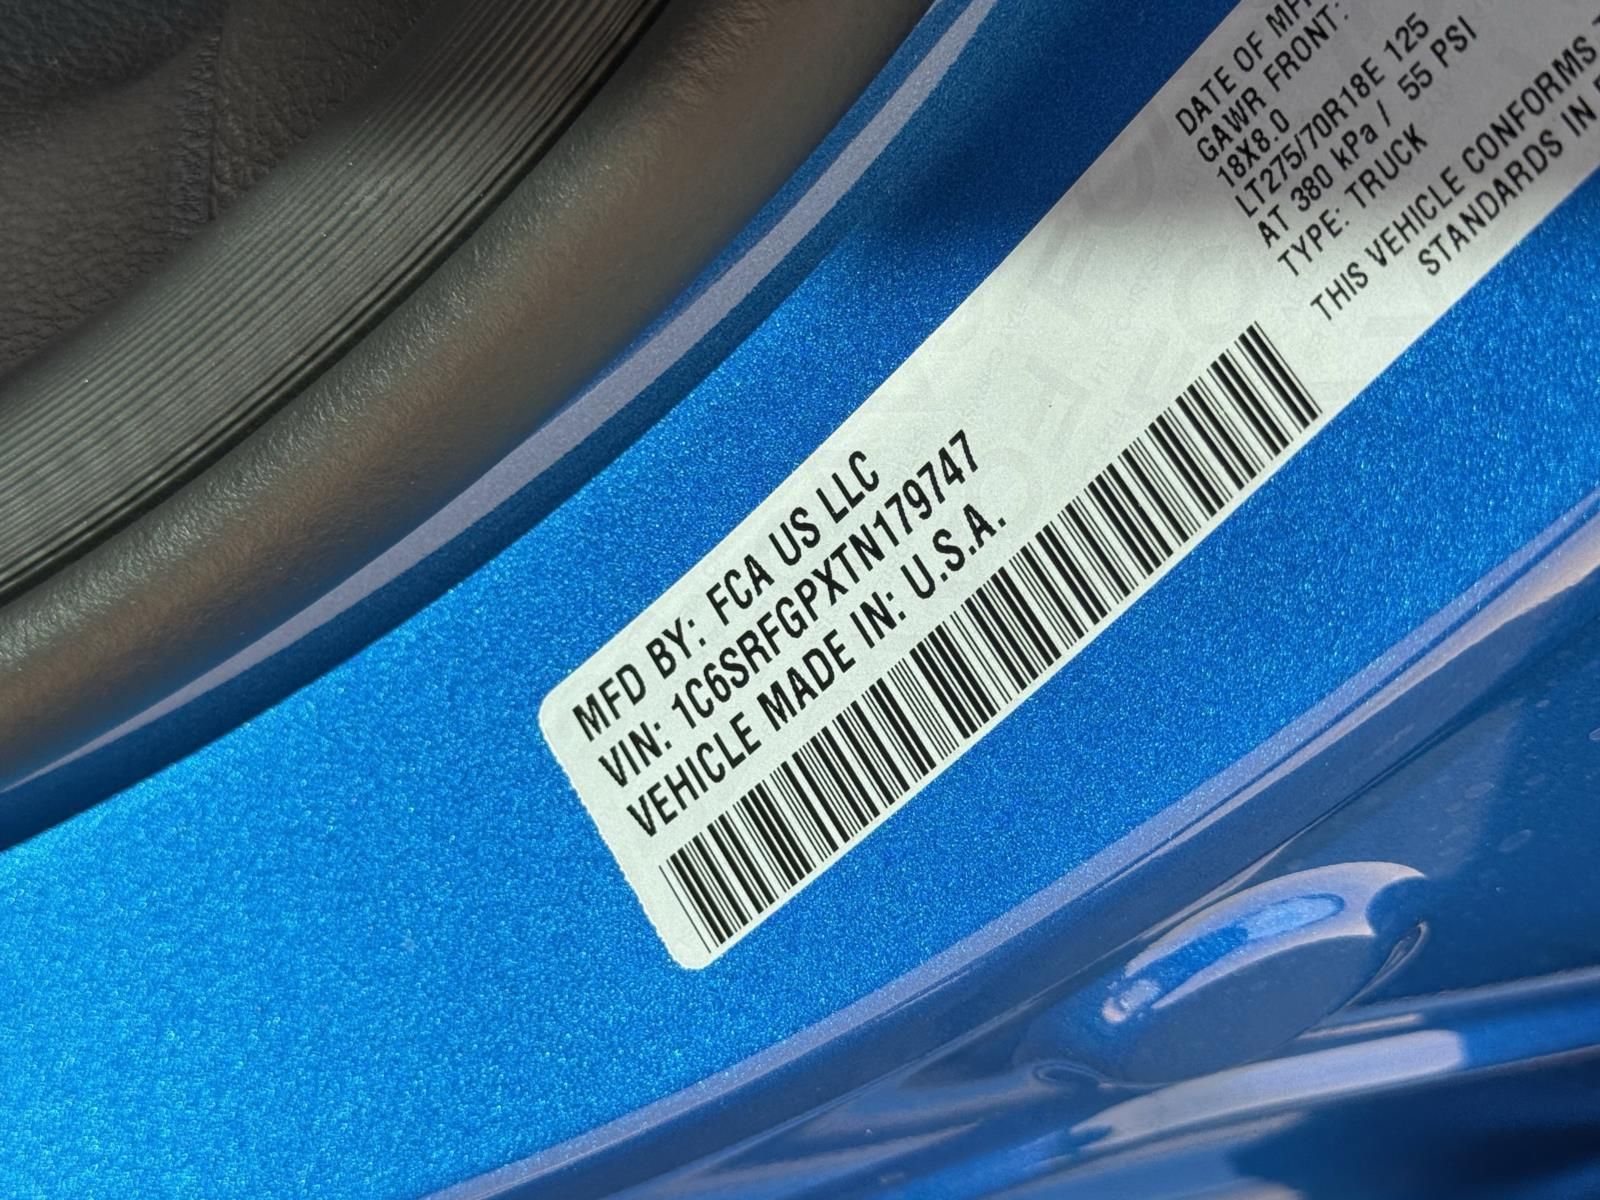 MFD BY: FCA US LLC
VIN: 1C6SRFGPXTN179747
VEHICLE MADE IN: U.S.A.
DATE OF
GAWR FRONT:
18X8.0
LT275/70R18E 125
AT 380 kPa / 55 PSI
TYPE: TRUCK
THIS VEHICLE CONFORMS
STANDARDS IN